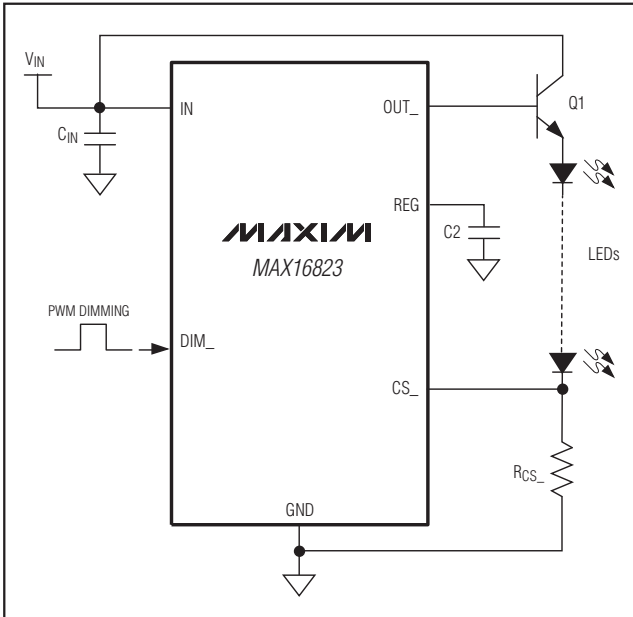 VIN
IN
OUT_
Q1
CIN
REG
C2
MAXIM
MAX16823
LEDs
PWM DIMMING
DIM_
CS_
RCS_
GND